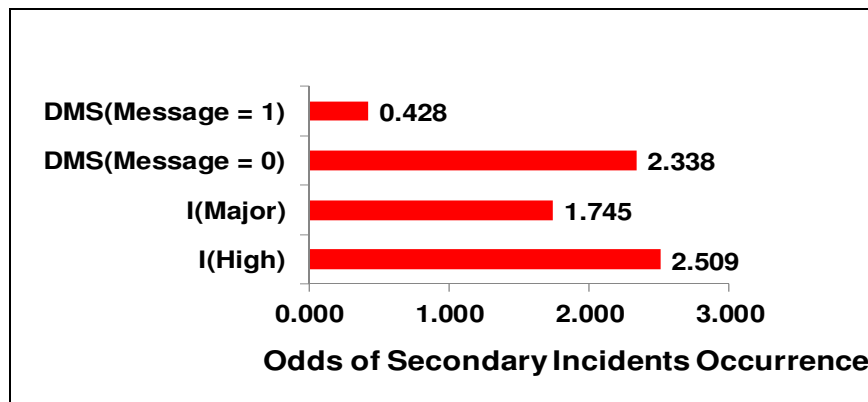 DMS(Message = 1) 0.428
DMS(Message = 0) 2.338
I(Major) 1.745
I(High) 2.509
0.000 1.000 2.000 3.000
Odds of Secondary Incidents Occurrence